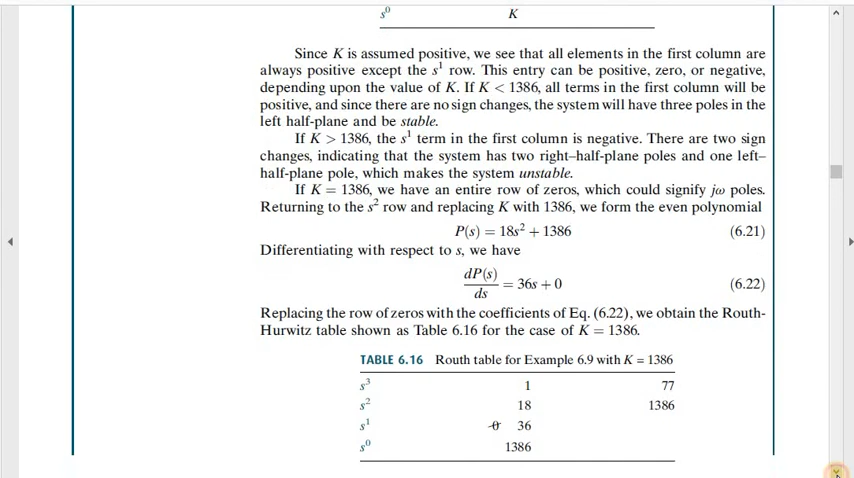 s⁰ K
Since K is assumed positive, we see that all elements in the first column are
always positive except the s¹ row. This entry can be positive, zero, or negative,
depending upon the value of K. If K < 1386, all terms in the first column will be
positive, and since there are no sign changes, the system will have three poles in the
left half-plane and be stable.
If K > 1386, the s¹ term in the first column is negative. There are two sign
changes, indicating that the system has two right–half-plane poles and one left–
half-plane pole, which makes the system unstable.
If K = 1386, we have an entire row of zeros, which could signify jω poles.
Returning to the s² row and replacing K with 1386, we form the even polynomial
P(s) = 18s² + 1386 (6.21)
Differentiating with respect to s, we have
dP(s)/ds = 36s + 0 (6.22)
Replacing the row of zeros with the coefficients of Eq. (6.22), we obtain the Routh-
Hurwitz table shown as Table 6.16 for the case of K = 1386.
TABLE 6.16 Routh table for Example 6.9 with K = 1386
s³ 1 77
s² 18 1386
s¹ 0 36
s⁰ 1386